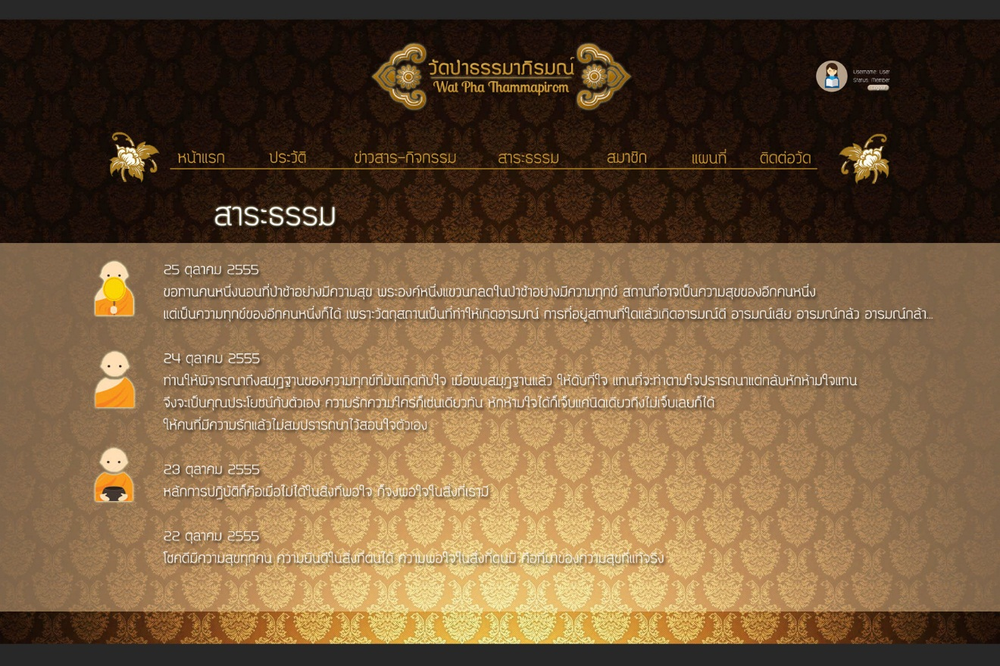 วัดป่าธรรมาภิรมณ์
Wat Pha Thammapirom
Username: User
Status: Member
Logout
หน้าแรก ประวัติ ข่าวสาร-กิจกรรม สาระธรรม สมาชิก แผนที่ ติดต่อวัด
สาระธรรม
25 ตุลาคม 2555
ขอทานคนหนึ่งนอนที่ป่าช้าอย่างมีความสุข พระองค์หนึ่งแขวนกลดในป่าช้าอย่างมีความทุกข์ สถานที่อาจเป็นความสุขของอีกคนหนึ่ง
แต่เป็นความทุกข์ของอีกคนหนึ่งก็ได้ เพราะวัตถุสถานเป็นที่ทำให้เกิดอารมณ์ การที่อยู่สถานที่ใดแล้วเกิดอารมณ์ดี อารมณ์เสีย อารมณ์กลัว อารมณ์กล้า...
24 ตุลาคม 2555
ท่านให้พิจารณาถึงสมุฏฐานของความทุกข์ที่มันเกิดกับใจ เมื่อพบสมุฏฐานแล้ว ให้ดับที่ใจ แทนที่จะทำตามใจปรารถนาแต่กลับหักห้ามใจแทน
จึงจะเป็นคุณประโยชน์กับตัวเอง ความรักความใคร่ก็เช่นเดียวกัน หักห้ามใจได้ก็เจ็บแค่นิดเดียวถึงไม่เจ็บเลยก็ได้
ให้คนที่มีความรักแล้วไม่สมปรารถนาไว้สอนใจตัวเอง
23 ตุลาคม 2555
หลักการปฏิบัติก็คือเมื่อไม่ได้ในสิ่งที่พอใจ ก็จงพอใจในสิ่งที่เรามี
22 ตุลาคม 2555
โชคดีมีความสุขทุกคน ความยินดีในสิ่งที่ตนได้ ความพอใจในสิ่งที่ตนมี คือที่มาของความสุขที่แท้จริง